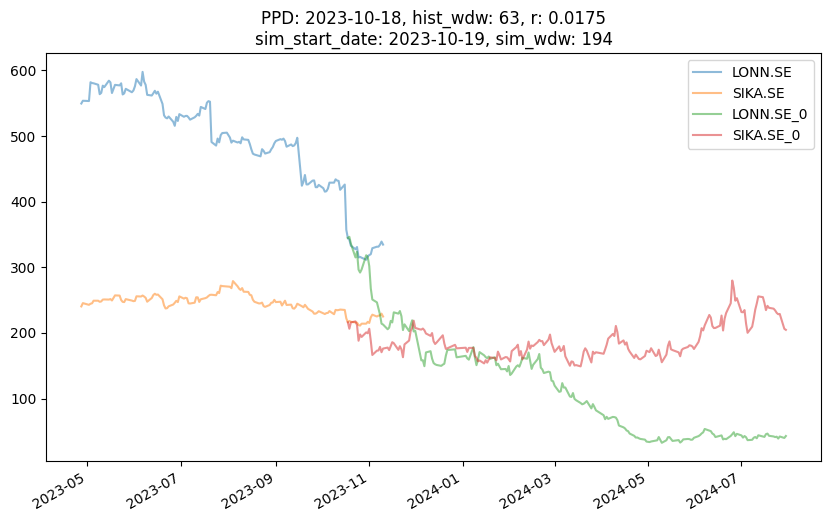 PPD: 2023-10-18, hist_wdw: 63, r: 0.0175
sim_start_date: 2023-10-19, sim_wdw: 194
LONN.SE
SIKA.SE
LONN.SE_0
SIKA.SE_0
600
500
400
300
200
100
2023-05
2023-07
2023-09
2023-11
2024-01
2024-03
2024-05
2024-07